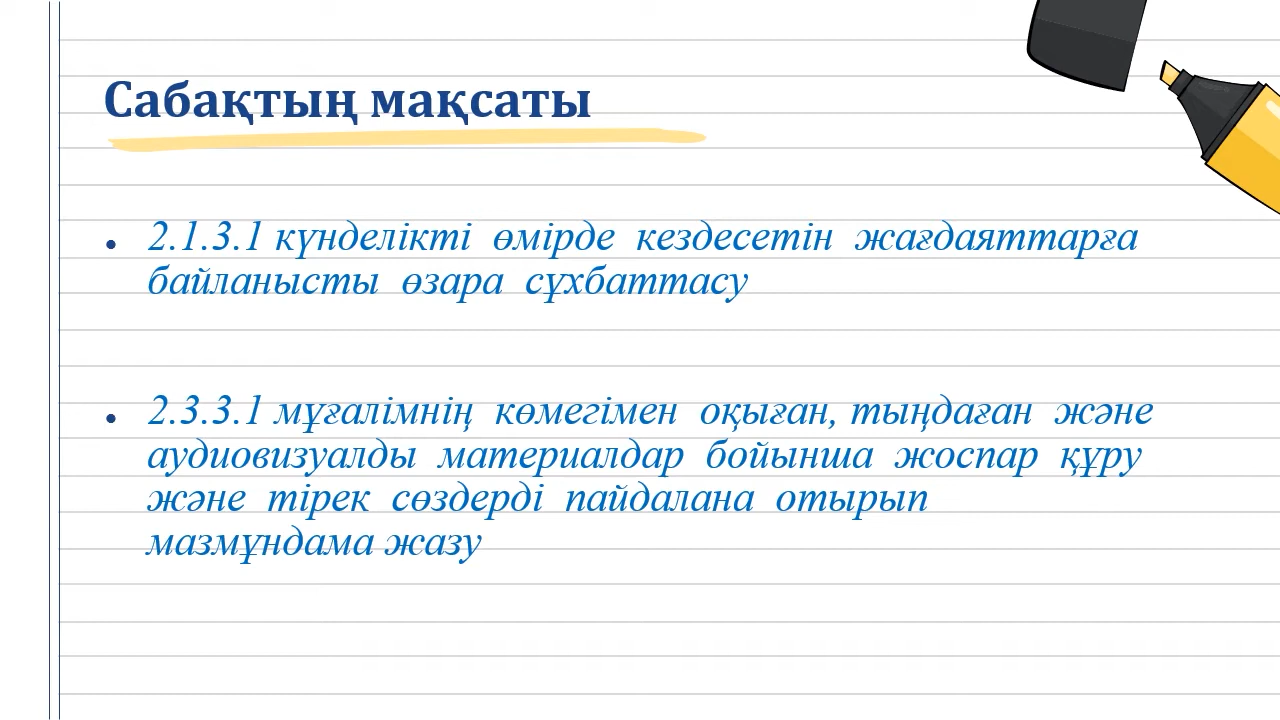 Сабақтың мақсаты
• 2.1.3.1 күнделікті өмірде кездесетін жағдаяттарға
байланысты өзара сұхбаттасу
• 2.3.3.1 мұғалімнің көмегімен оқыған, тыңдаған және
аудиовизуалды материалдар бойынша жоспар құру
және тірек сөздерді пайдалана отырып
мазмұндама жазу